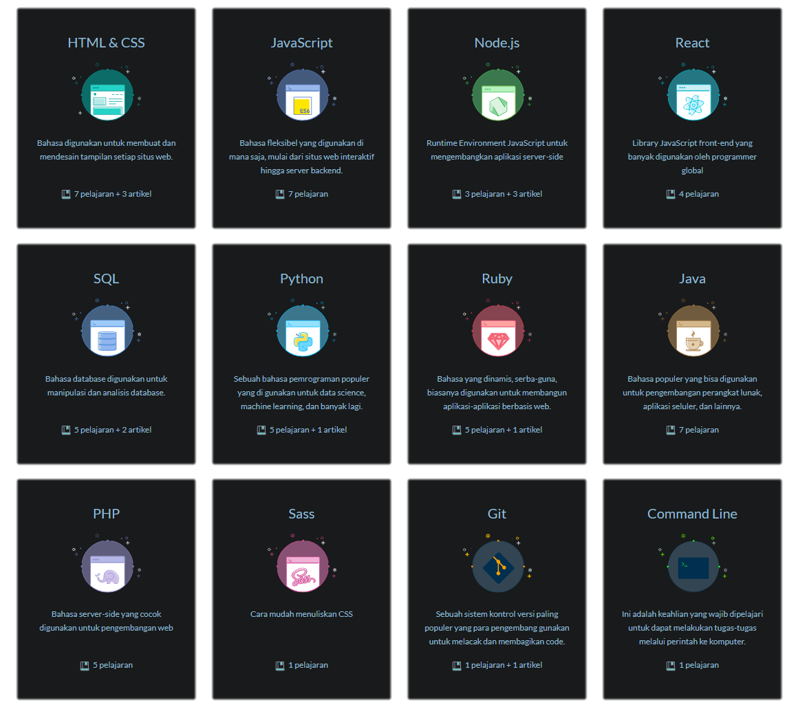 HTML & CSS
Bahasa digunakan untuk membuat dan
mendesain tampilan setiap situs web.
7 pelajaran + 3 artikel
JavaScript
ES6
Bahasa fleksibel yang digunakan di
mana saja, mulai dari situs web interaktif
hingga server backend.
7 pelajaran
Node.js
Runtime Environment JavaScript untuk
mengembangkan aplikasi server-side
3 pelajaran + 3 artikel
React
Library JavaScript front-end yang
banyak digunakan oleh programmer
global
4 pelajaran
SQL
Bahasa database digunakan untuk
manipulasi dan analisis database.
5 pelajaran + 2 artikel
Python
Sebuah bahasa pemrograman populer
yang di gunakan untuk data science,
machine learning, dan banyak lagi.
5 pelajaran + 1 artikel
Ruby
Bahasa yang dinamis, serba-guna,
biasanya digunakan untuk membangun
aplikasi-aplikasi berbasis web.
5 pelajaran + 1 artikel
Java
Bahasa populer yang bisa digunakan
untuk pengembangan perangkat lunak,
aplikasi seluler, dan lainnya.
7 pelajaran
PHP
Bahasa server-side yang cocok
digunakan untuk pengembangan web
5 pelajaran
Sass
Sass
Cara mudah menuliskan CSS
1 pelajaran
Git
Sebuah sistem kontrol versi paling
populer yang para pengembang gunakan
untuk melacak dan membagikan code.
1 pelajaran + 1 artikel
Command Line
Ini adalah keahlian yang wajib dipelajari
untuk dapat melakukan tugas-tugas
melalui perintah ke komputer.
1 pelajaran